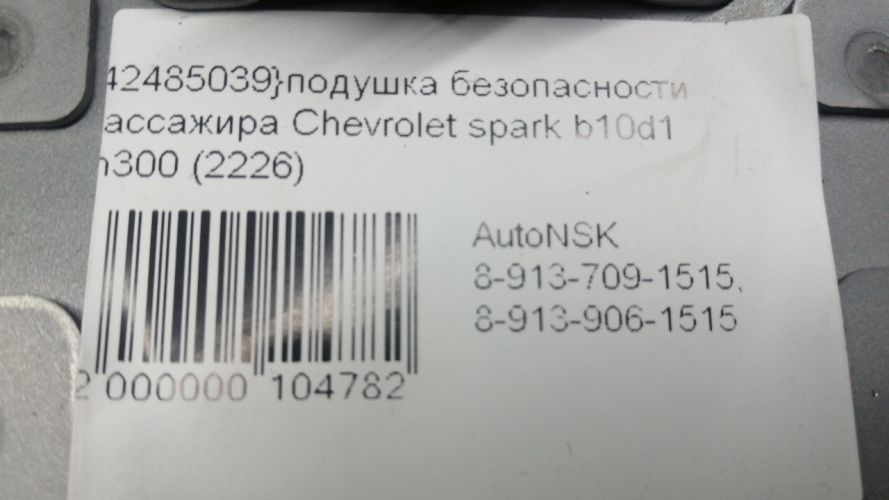 42485039}подушка безопасности
ассажира Chevrolet spark b10d1
m300 (2226)
AutoNSK
8-913-709-1515,
8-913-906-1515
2 000000 104782